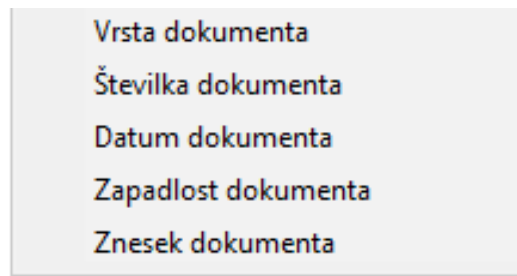 Vrsta dokumenta
Številka dokumenta
Datum dokumenta
Zapadlost dokumenta
Znesek dokumenta